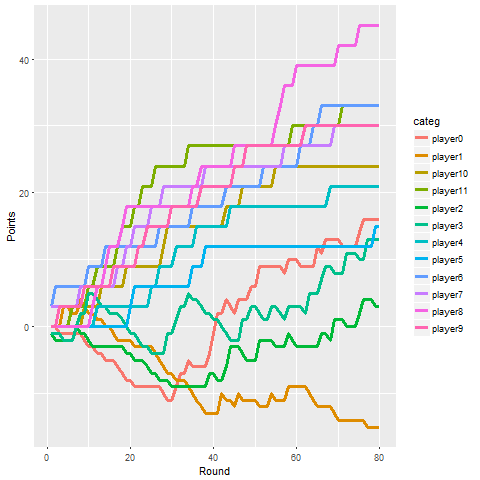 40
20
0
Points
0
20
40
60
80
Round
categ
player0
player1
player10
player11
player2
player3
player4
player5
player6
player7
player8
player9